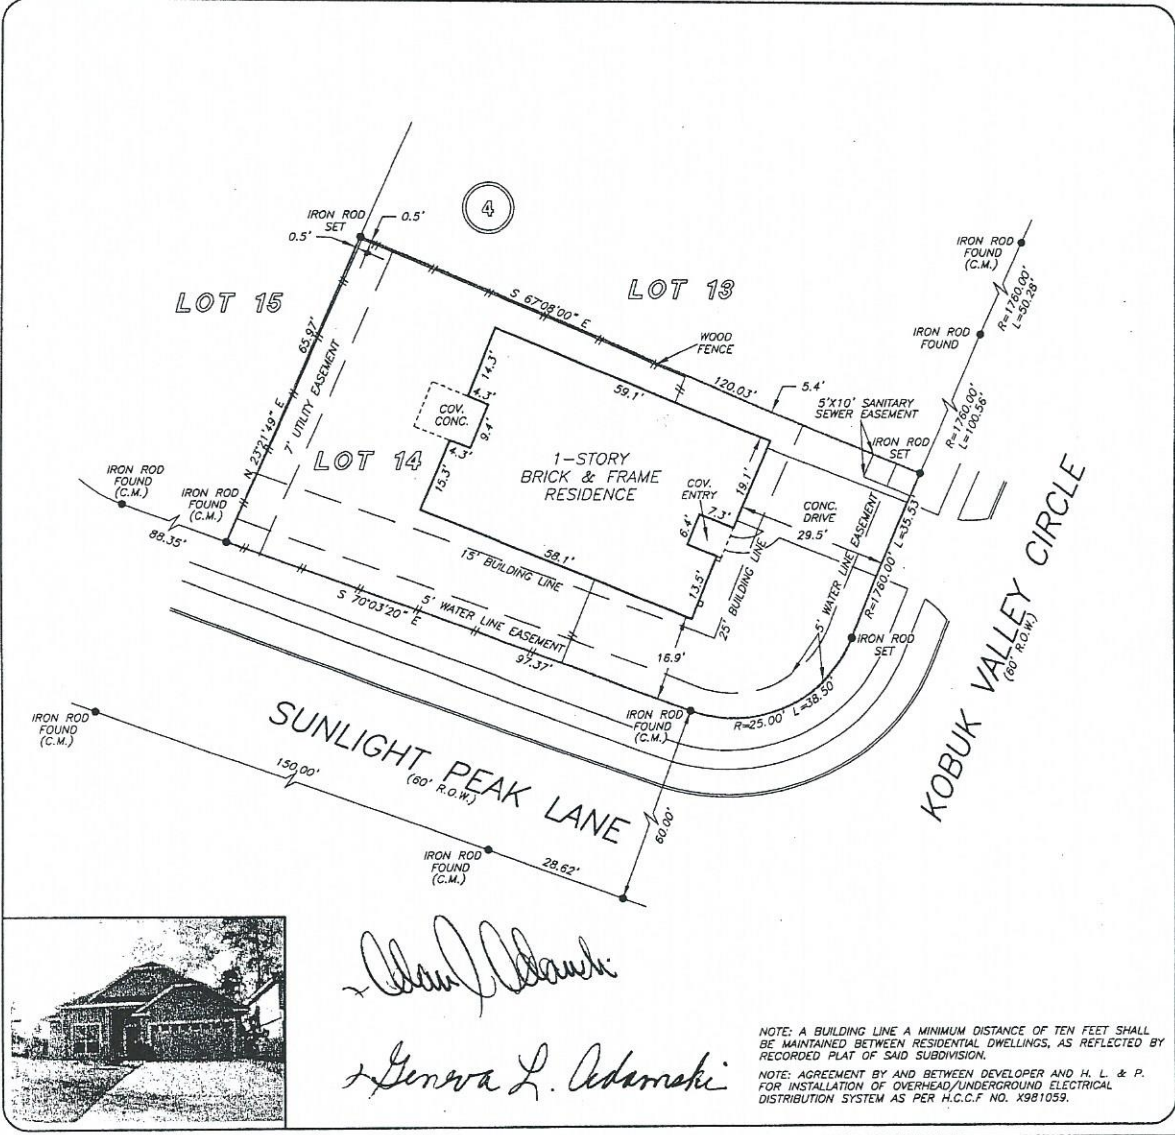 4
IRON ROD
SET
0.5'
0.5'
LOT 15
LOT 13
IRON ROD
FOUND
(C.M.)
R=1760.00'
L=50.28'
IRON ROD
FOUND
S 67°08'00" E
WOOD
FENCE
120.03'
5.4'
R=1760.00'
L=100.56'
5'X10' SANITARY
SEWER EASEMENT
IRON ROD
SET
65.97'
N 23°21'49" E
7' UTILITY EASEMENT
14.3'
4.3'
COV.
CONC.
9.4'
4.3'
15.3'
59.1'
LOT 14
1-STORY
BRICK & FRAME
RESIDENCE
COV.
ENTRY
7.3'
6.4'
19.1'
13.5'
58.1'
CONC.
DRIVE
29.5'
5' WATER LINE EASEMENT
R=1760.00' L=35.53'
KOBUK VALLEY CIRCLE
(60' R.O.W.)
IRON ROD
FOUND
(C.M.)
IRON ROD
FOUND
(C.M.)
88.35'
15' BUILDING LINE
25' BUILDING LINE
S 70°03'20" E
5' WATER LINE EASEMENT
97.37'
16.9'
IRON ROD
SET
IRON ROD
FOUND
(C.M.)
R=25.00' L=38.50'
IRON ROD
FOUND
(C.M.)
SUNLIGHT PEAK LANE
(60' R.O.W.)
150.00'
60.00'
IRON ROD
FOUND
(C.M.)
28.62'
x Geneva L. Adamski
NOTE: A BUILDING LINE A MINIMUM DISTANCE OF TEN FEET SHALL
BE MAINTAINED BETWEEN RESIDENTIAL DWELLINGS, AS REFLECTED BY
RECORDED PLAT OF SAID SUBDIVISION.
NOTE: AGREEMENT BY AND BETWEEN DEVELOPER AND H. L. & P.
FOR INSTALLATION OF OVERHEAD/UNDERGROUND ELECTRICAL
DISTRIBUTION SYSTEM AS PER H.C.C.F NO. X981059.